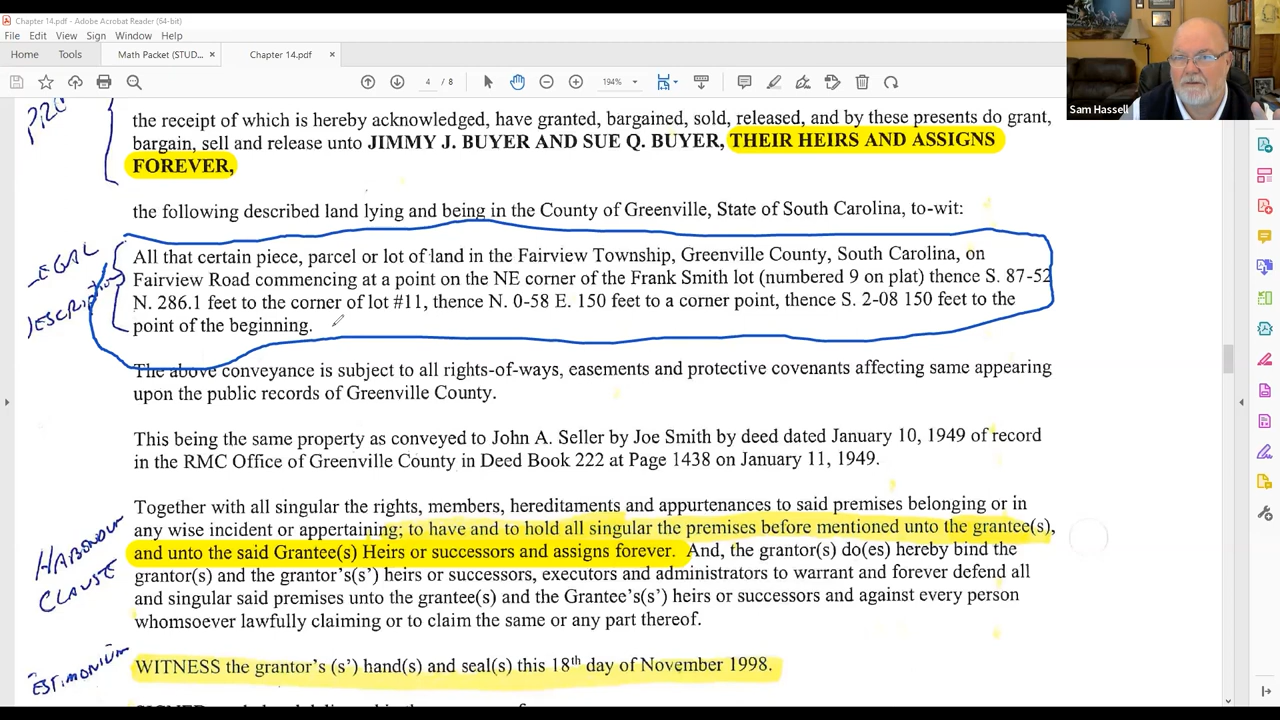 Chapter 14.pdf - Adobe Acrobat Reader (64-bit)
File Edit View Sign Window Help
Home Tools Math Packet (STUD... × Chapter 14.pdf ×
4 / 8 194%
Sam Hassell
the receipt of which is hereby acknowledged, have granted, bargained, sold, released, and by these presents do grant,
bargain, sell and release unto JIMMY J. BUYER AND SUE Q. BUYER, THEIR HEIRS AND ASSIGNS
FOREVER,
the following described land lying and being in the County of Greenville, State of South Carolina, to-wit:
LEGAL
DESCRIPTION
All that certain piece, parcel or lot of land in the Fairview Township, Greenville County, South Carolina, on
Fairview Road commencing at a point on the NE corner of the Frank Smith lot (numbered 9 on plat) thence S. 87-52
N. 286.1 feet to the corner of lot #11, thence N. 0-58 E. 150 feet to a corner point, thence S. 2-08 150 feet to the
point of the beginning.
The above conveyance is subject to all rights-of-ways, easements and protective covenants affecting same appearing
upon the public records of Greenville County.
This being the same property as conveyed to John A. Seller by Joe Smith by deed dated January 10, 1949 of record
in the RMC Office of Greenville County in Deed Book 222 at Page 1438 on January 11, 1949.
HABENDUM
CLAUSE
Together with all singular the rights, members, hereditaments and appurtenances to said premises belonging or in
any wise incident or appertaining; to have and to hold all singular the premises before mentioned unto the grantee(s),
and unto the said Grantee(s) Heirs or successors and assigns forever. And, the grantor(s) do(es) hereby bind the
grantor(s) and the grantor's(s') heirs or successors, executors and administrators to warrant and forever defend all
and singular said premises unto the grantee(s) and the Grantee's(s') heirs or successors and against every person
whomsoever lawfully claiming or to claim the same or any part thereof.
TESTIMONIUM
WITNESS the grantor's (s') hand(s) and seal(s) this 18th day of November 1998.